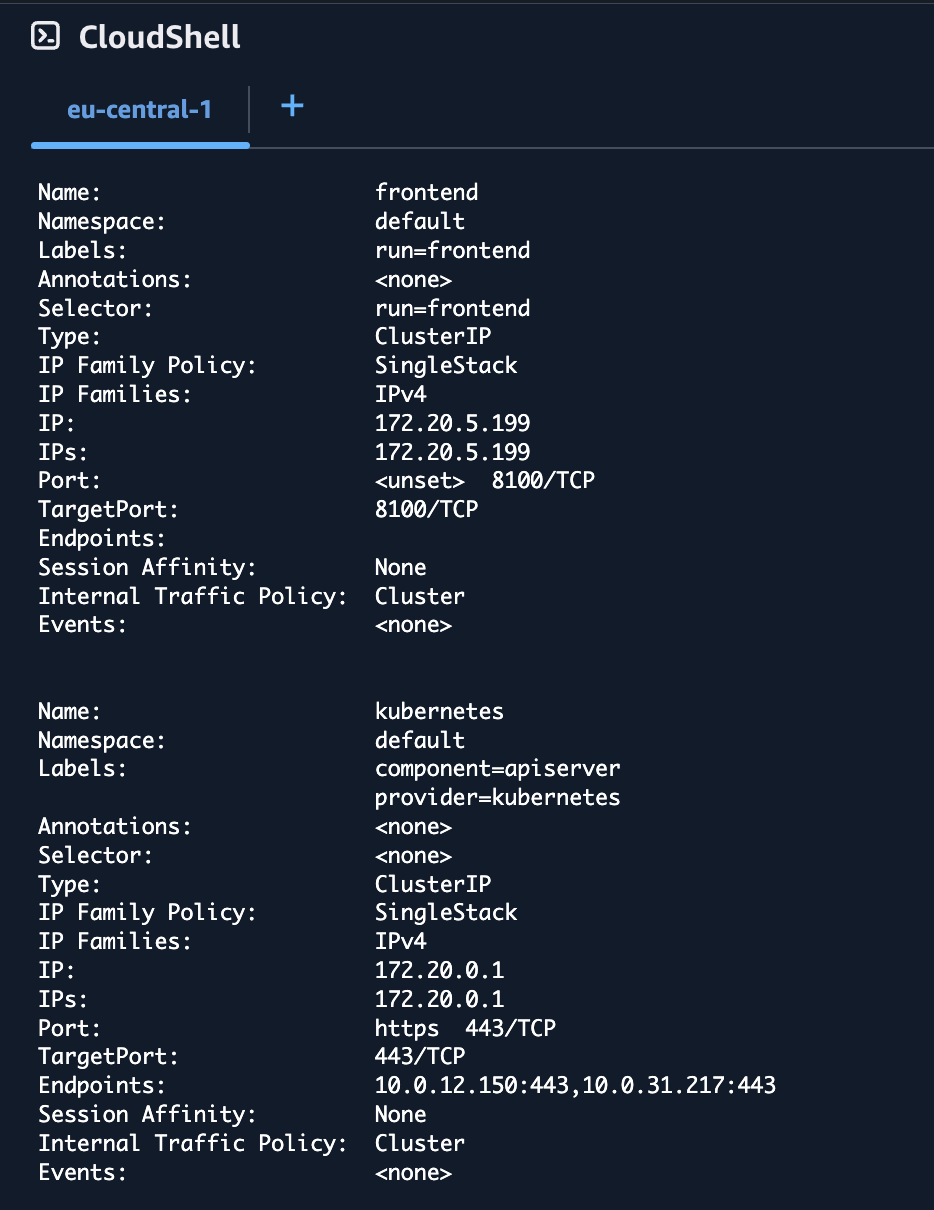 CloudShell
eu-central-1 +
Name: frontend
Namespace: default
Labels: run=frontend
Annotations: <none>
Selector: run=frontend
Type: ClusterIP
IP Family Policy: SingleStack
IP Families: IPv4
IP: 172.20.5.199
IPs: 172.20.5.199
Port: <unset> 8100/TCP
TargetPort: 8100/TCP
Endpoints:
Session Affinity: None
Internal Traffic Policy: Cluster
Events: <none>
Name: kubernetes
Namespace: default
Labels: component=apiserver
provider=kubernetes
Annotations: <none>
Selector: <none>
Type: ClusterIP
IP Family Policy: SingleStack
IP Families: IPv4
IP: 172.20.0.1
IPs: 172.20.0.1
Port: https 443/TCP
TargetPort: 443/TCP
Endpoints: 10.0.12.150:443,10.0.31.217:443
Session Affinity: None
Internal Traffic Policy: Cluster
Events: <none>